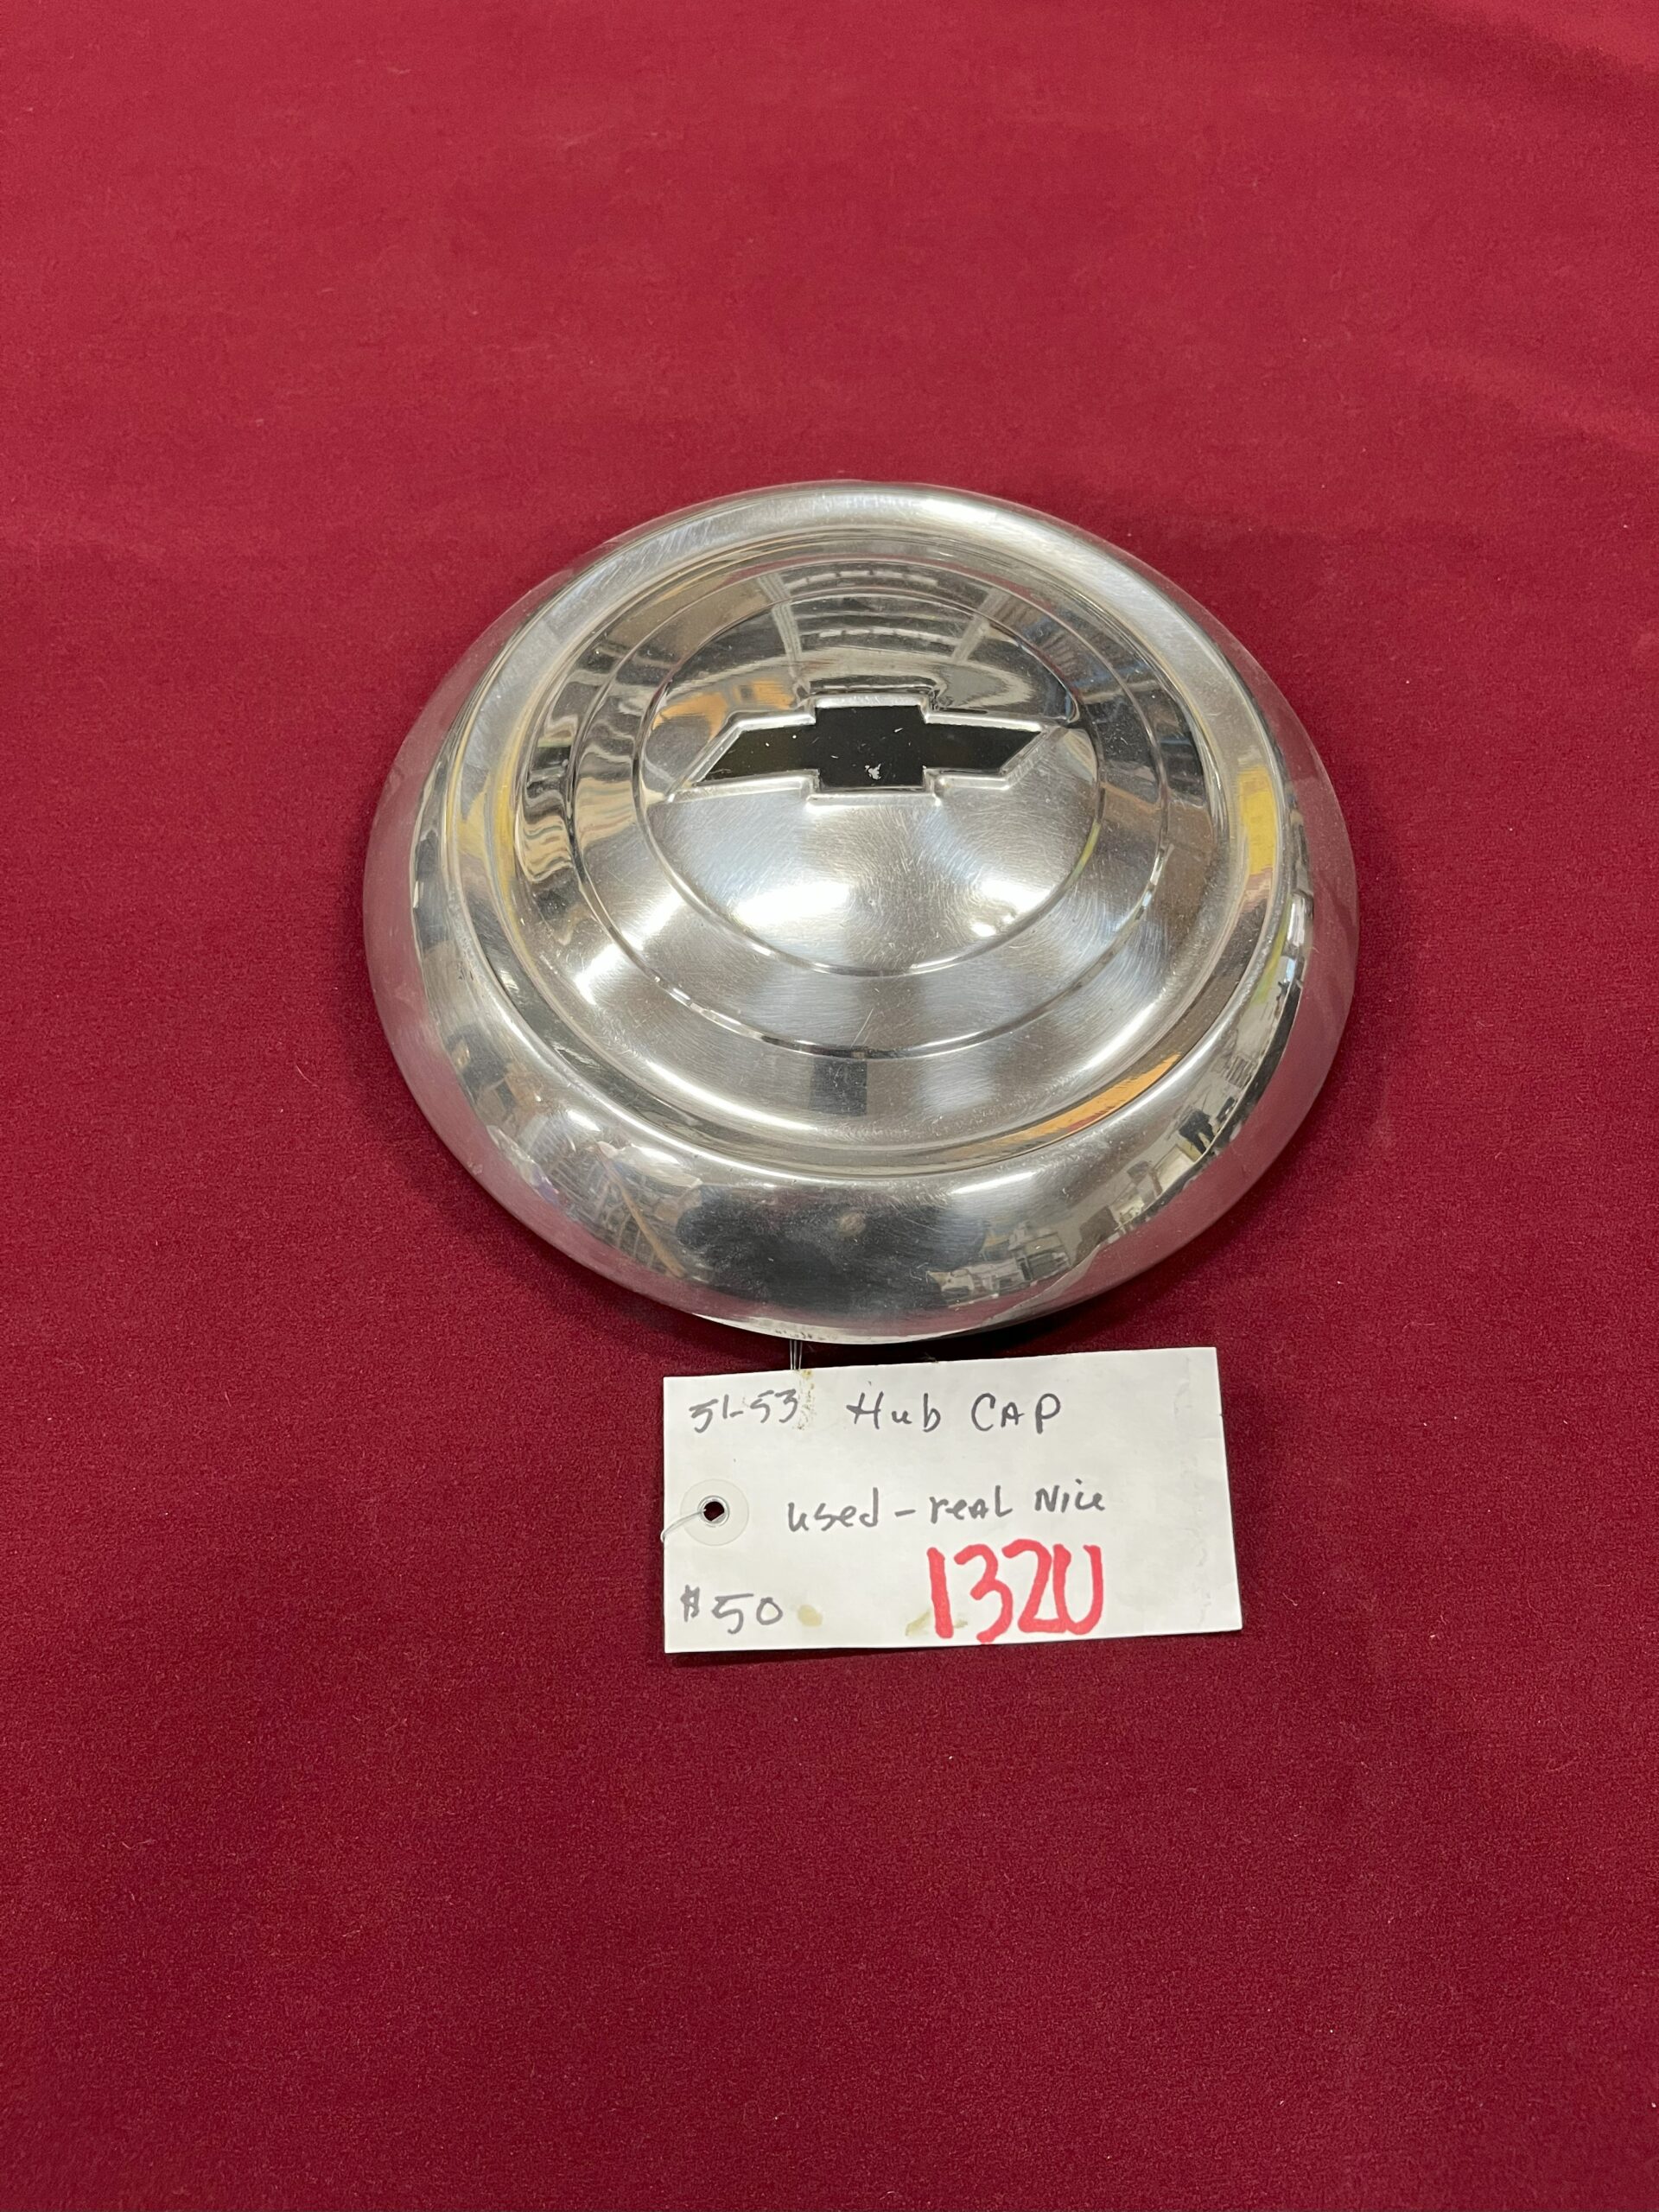 51-53 Hub CAP
used - reAL Nice
$50 132U